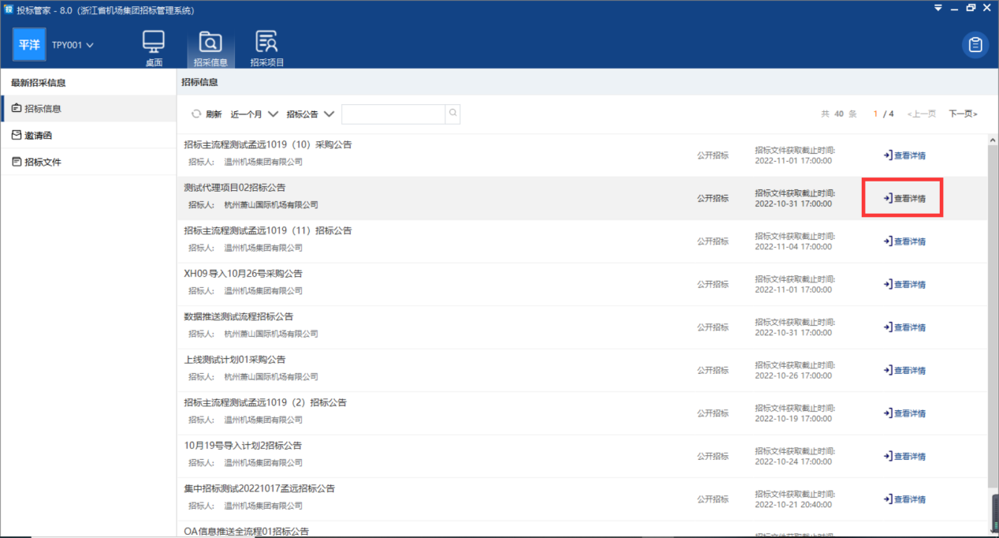 投标管家 - 8.0（浙江省机场集团招标管理系统）
平洋 TPY001
桌面 招采信息 招采项目
最新招采信息
招标信息
邀请函
招标文件
招标信息
刷新 近一个月 招标公告
共 40 条 1 / 4 <上一页 下一页>
招标主流程测试孟远1019（10）采购公告
招标人： 温州机场集团有限公司
公开招标
招标文件获取截止时间:
2022-11-01 17:00:00
查看详情
测试代理项目02招标公告
招标人： 杭州萧山国际机场有限公司
公开招标
招标文件获取截止时间:
2022-10-31 17:00:00
查看详情
招标主流程测试孟远1019（11）招标公告
招标人： 温州机场集团有限公司
公开招标
招标文件获取截止时间:
2022-11-04 17:00:00
查看详情
XH09导入10月26号采购公告
招标人： 温州机场集团有限公司
公开招标
招标文件获取截止时间:
2022-11-01 17:00:00
查看详情
数据推送测试流程招标公告
招标人： 杭州萧山国际机场有限公司
公开招标
招标文件获取截止时间:
2022-10-31 17:00:00
查看详情
上线测试计划01采购公告
招标人： 杭州萧山国际机场有限公司
公开招标
招标文件获取截止时间:
2022-10-26 17:00:00
查看详情
招标主流程测试孟远1019（2）招标公告
招标人： 温州机场集团有限公司
公开招标
招标文件获取截止时间:
2022-10-19 17:00:00
查看详情
10月19号导入计划2招标公告
招标人： 温州机场集团有限公司
公开招标
招标文件获取截止时间:
2022-10-24 17:00:00
查看详情
集中招标测试20221017孟远招标公告
招标人： 温州机场集团有限公司
公开招标
招标文件获取截止时间:
2022-10-21 20:40:00
查看详情
OA信息推送全流程01招标公告
招标文件获取截止时间: